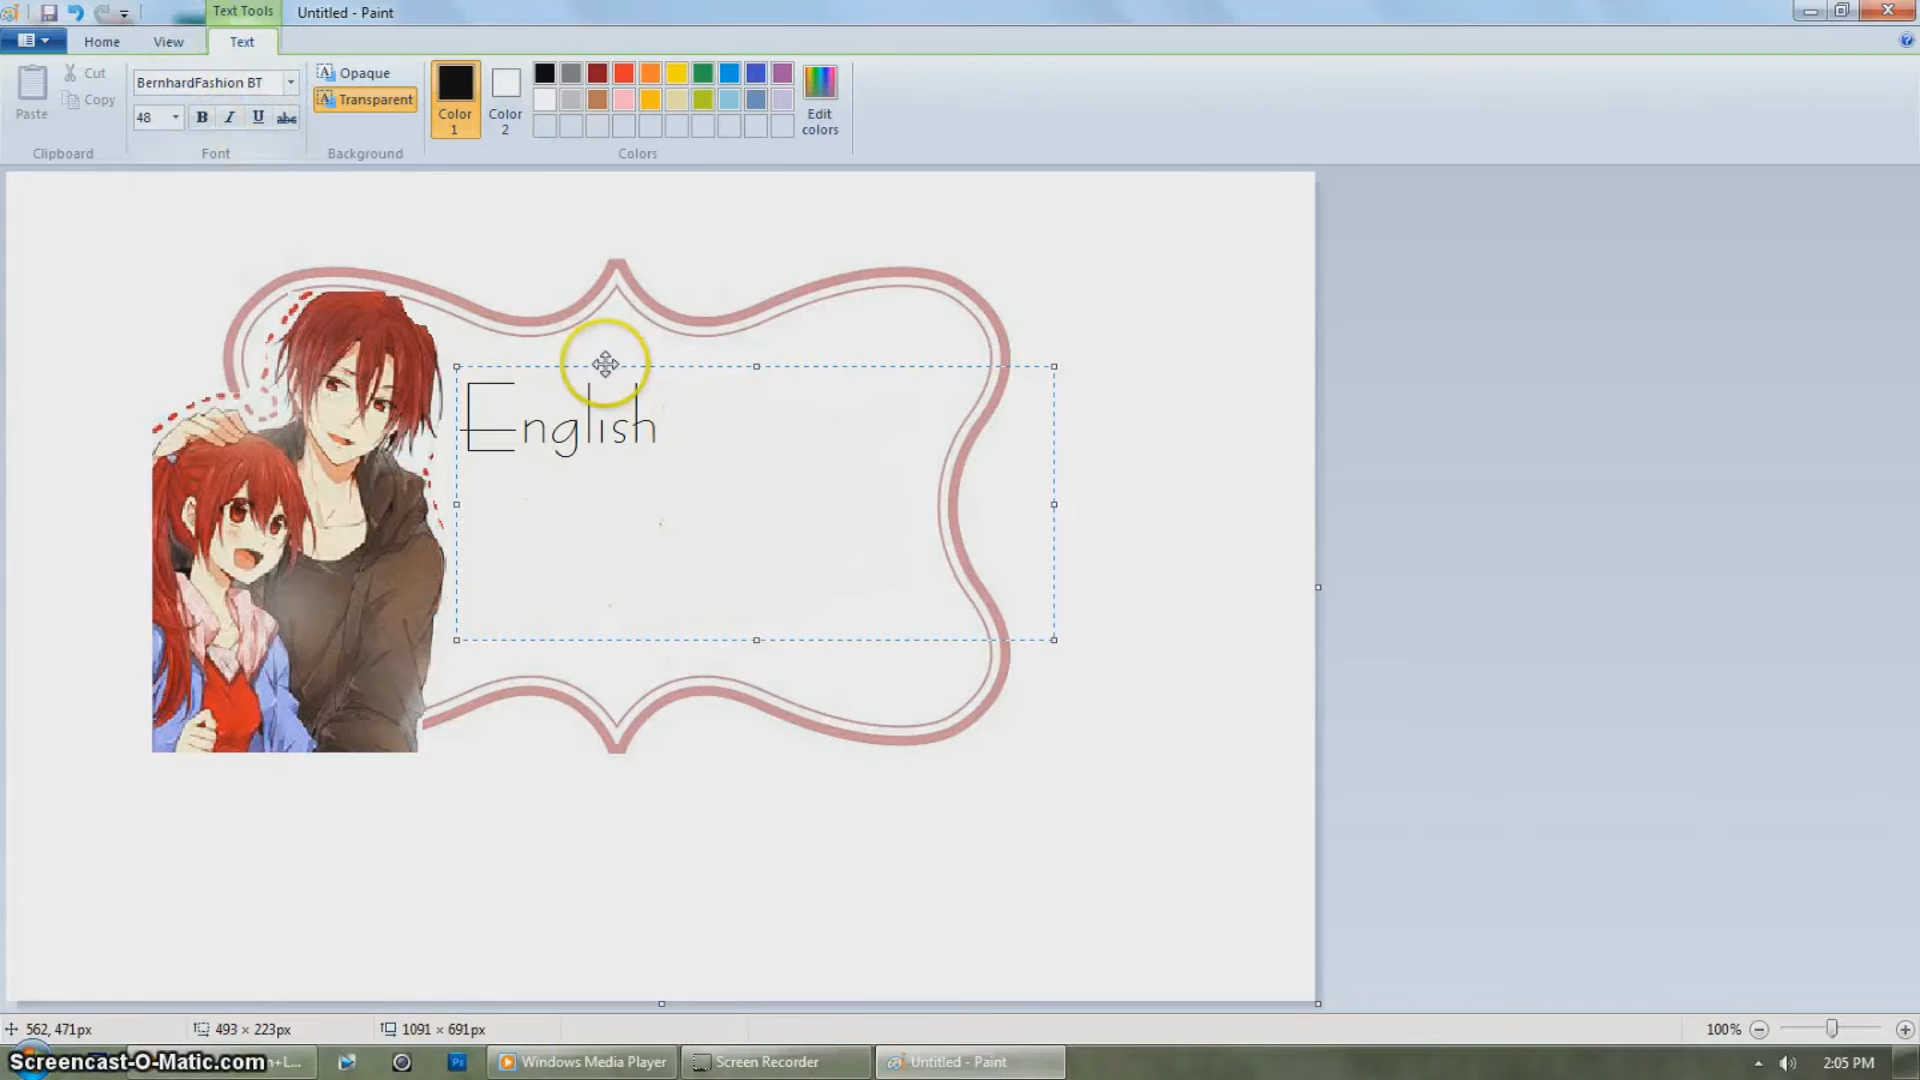 Text Tools
Untitled - Paint
Home
View
Text
Paste
Cut
Copy
Clipboard
BernhardFashion BT
48
B
I
U
abc
Font
Opaque
Transparent
Background
Color
1
Color
2
Edit
colors
Colors
English
562, 471px
493 × 223px
1091 × 691px
100%
Screencast-O-Matic.com
n+L...
Ps
Windows Media Player
Screen Recorder
Untitled - Paint
2:05 PM